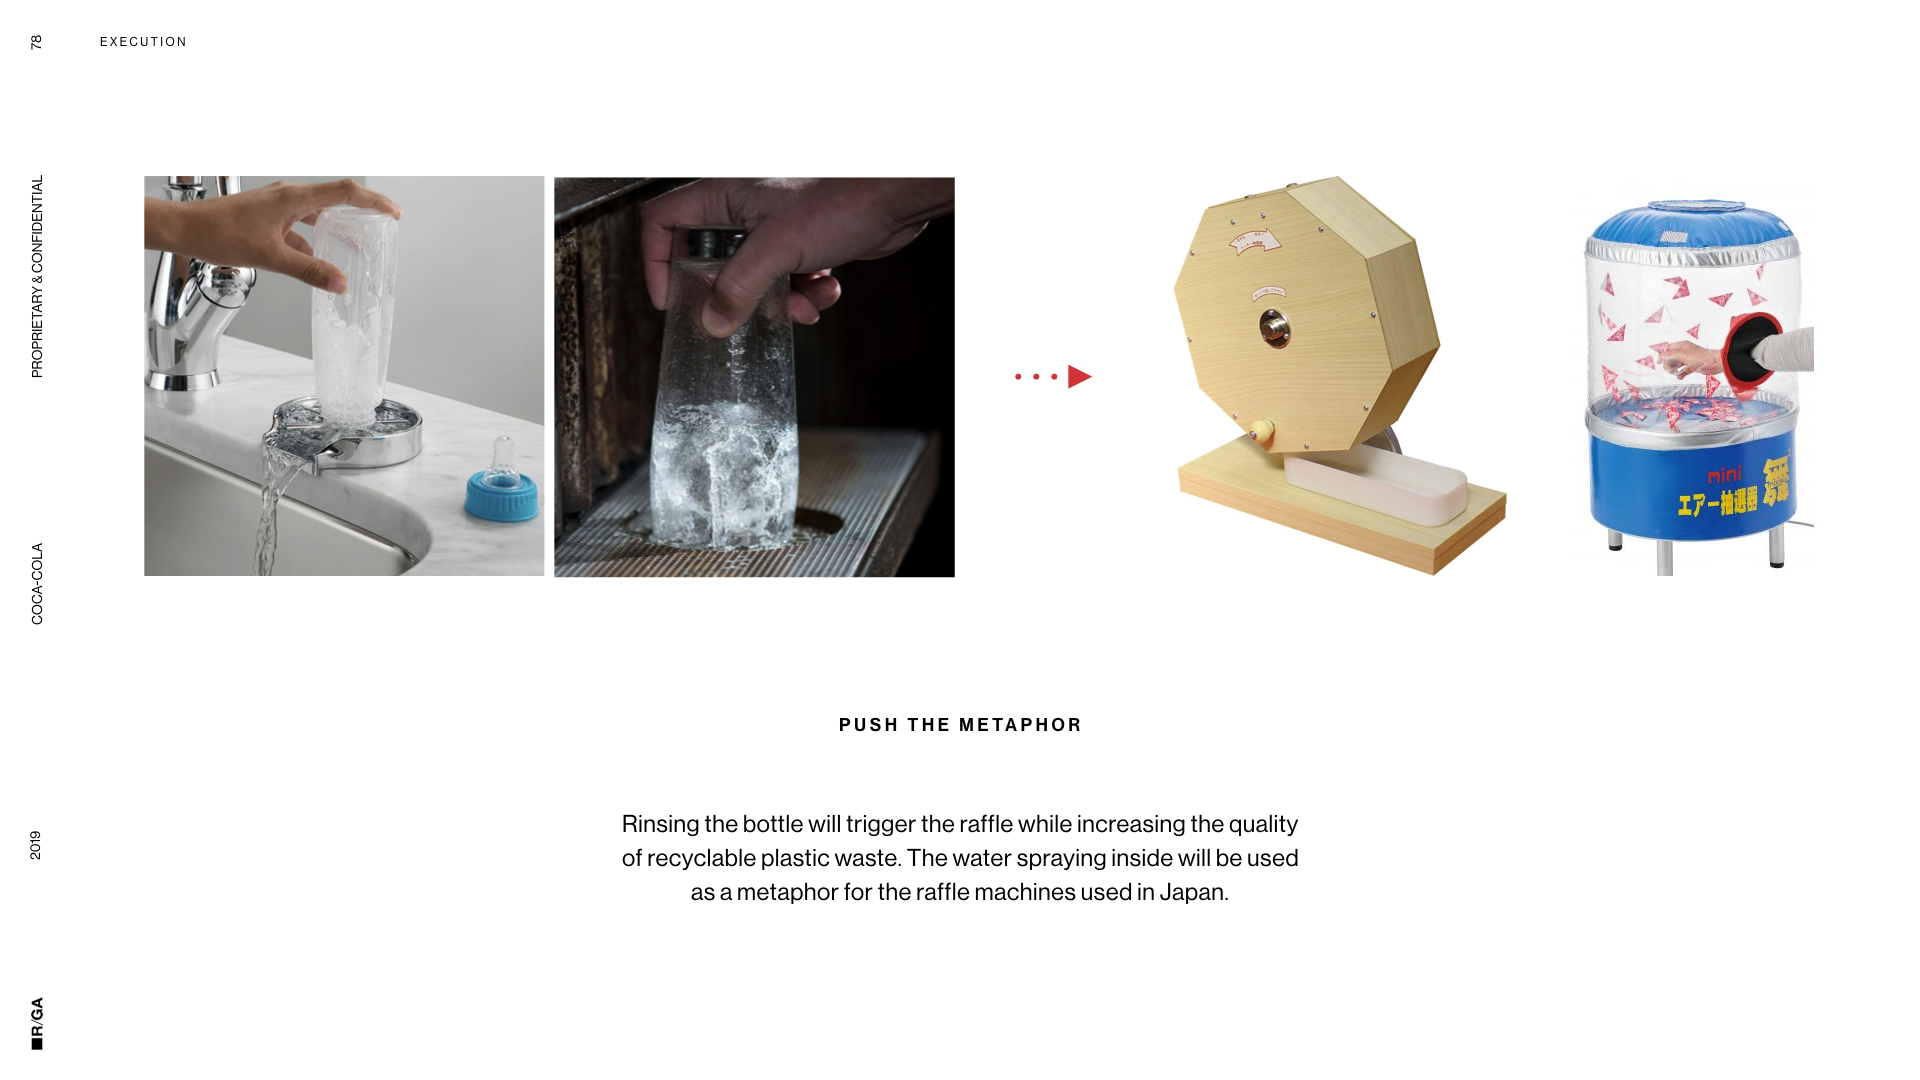 78
EXECUTION
PROPRIETARY & CONFIDENTIAL
COCA-COLA
2019
R/GA
mini
エアー抽選器
PUSH THE METAPHOR
Rinsing the bottle will trigger the raffle while increasing the quality
of recyclable plastic waste. The water spraying inside will be used
as a metaphor for the raffle machines used in Japan.